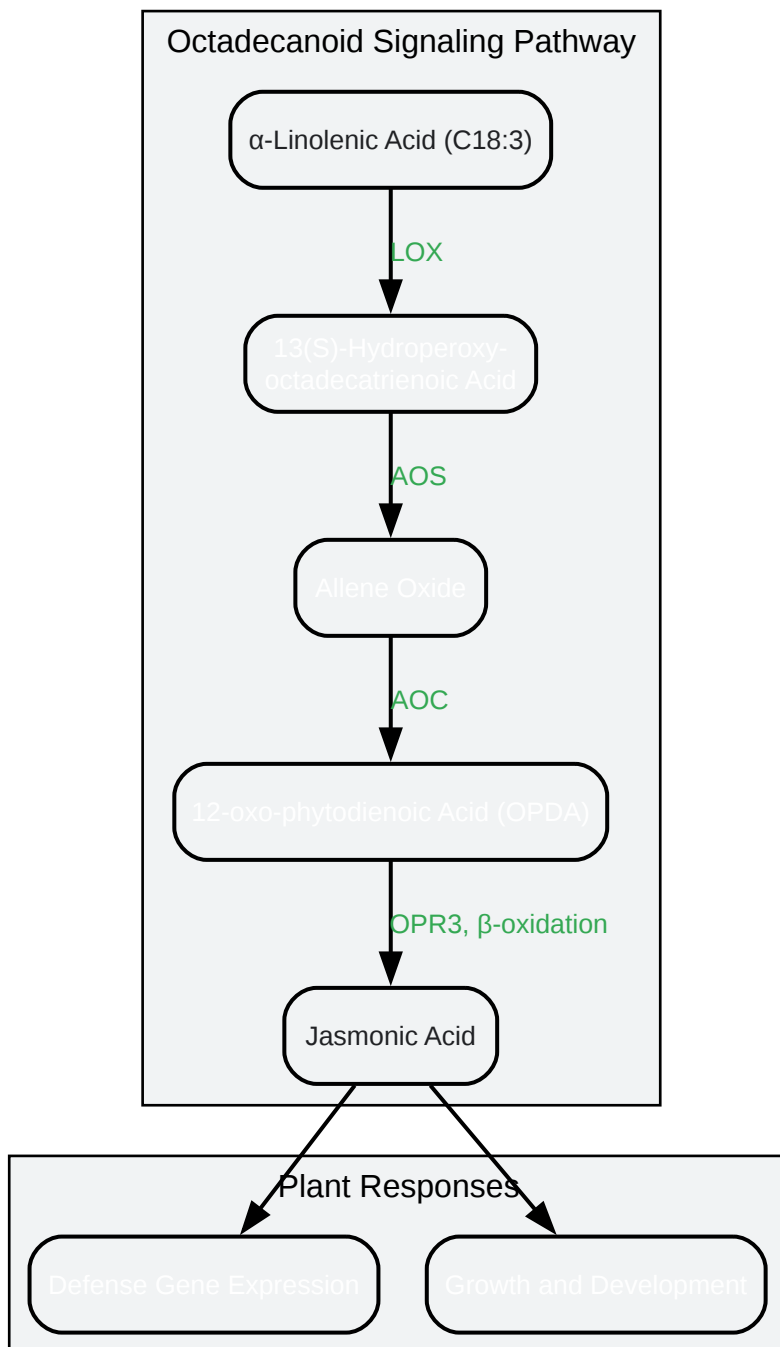 Octadecanoid Signaling Pathway
α-Linolenic Acid (C18:3)
LOX
13(S)-Hydroperoxy-
octadecatrienoic Acid
AOS
Allene Oxide
AOC
12-oxo-phytodienoic Acid (OPDA)
OPR3, β-oxidation
Jasmonic Acid
Plant Responses
Defense Gene Expression
Growth and Development